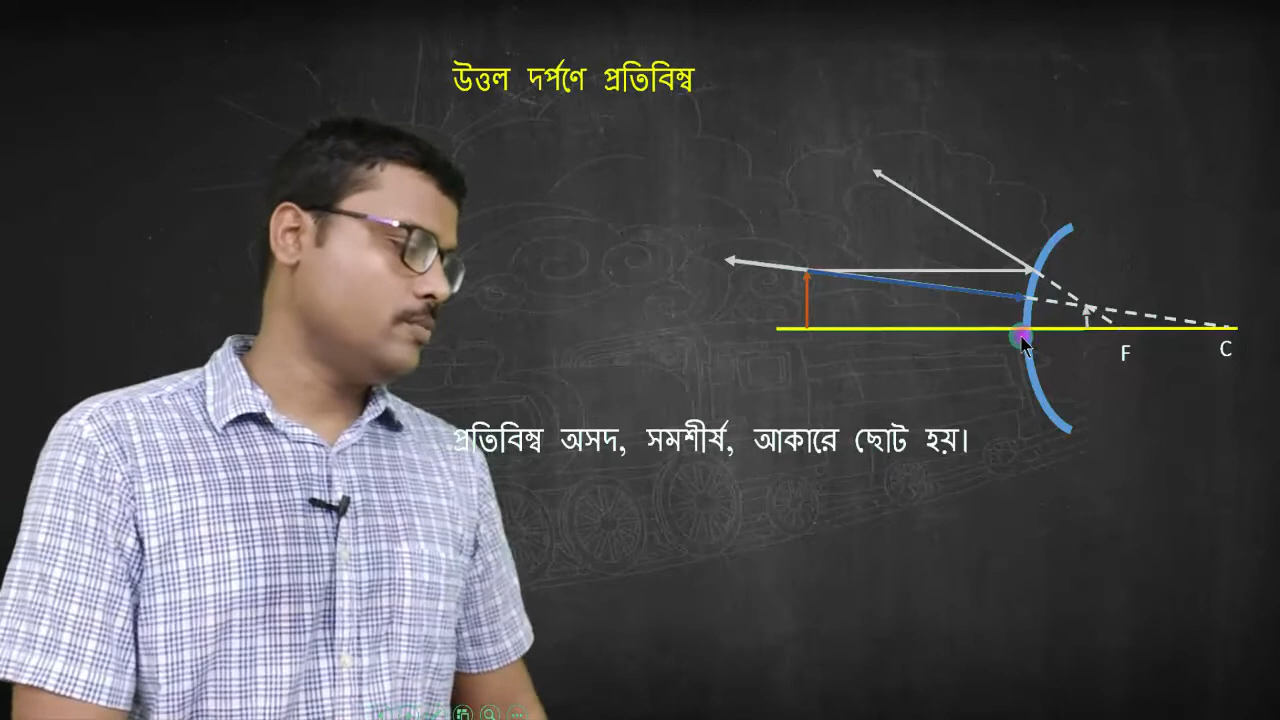 উত্তল দর্পণে প্রতিবিম্ব
F
C
প্রতিবিম্ব অসদ, সমশীর্ষ, আকারে ছোট হয়।